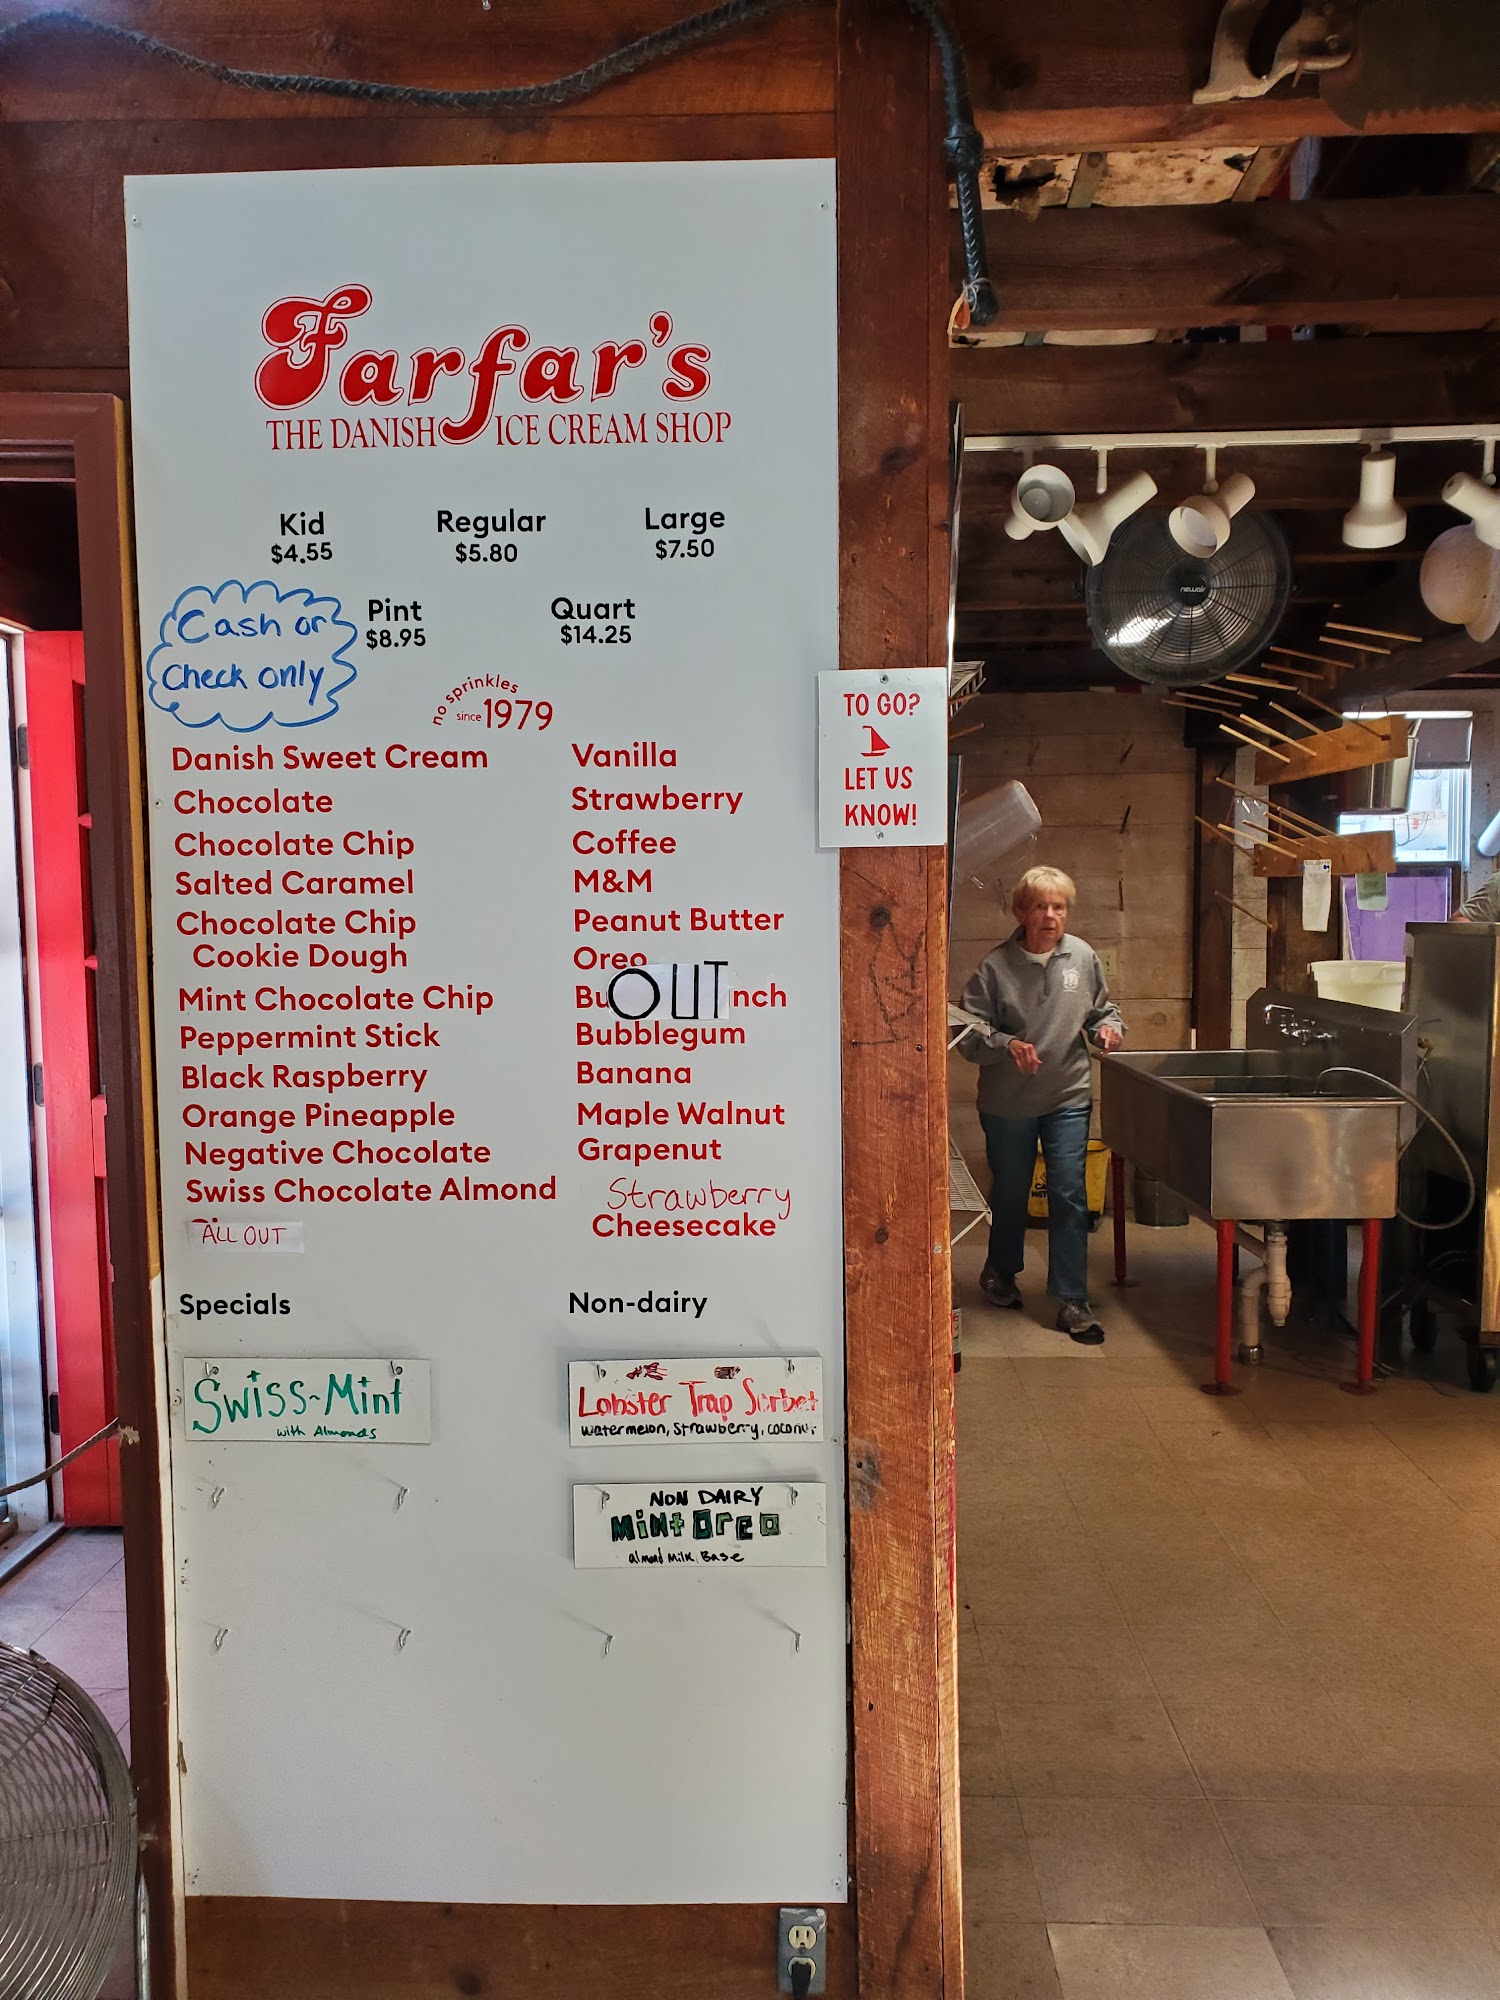 Farfar's
THE DANISH ICE CREAM SHOP
Kid Regular Large
$4.55 $5.80 $7.50
Pint Quart
$8.95 $14.25
Cash or
Check only
no sprinkles
since 1979
Danish Sweet Cream
Chocolate
Chocolate Chip
Salted Caramel
Chocolate Chip
Cookie Dough
Mint Chocolate Chip
Peppermint Stick
Black Raspberry
Orange Pineapple
Negative Chocolate
Swiss Chocolate Almond
ALL OUT
Vanilla
Strawberry
Coffee
M&M
Peanut Butter
Oreo
Bu OUT nch
Bubblegum
Banana
Maple Walnut
Grapenut
Strawberry
Cheesecake
Specials
Swiss-Mint
with Almonds
Non-dairy
Lobster Trap Sorbet
watermelon, strawberry, coconut
NON DAIRY
Mint Oreo
almond Milk Base
TO GO?
LET US
KNOW!
newair